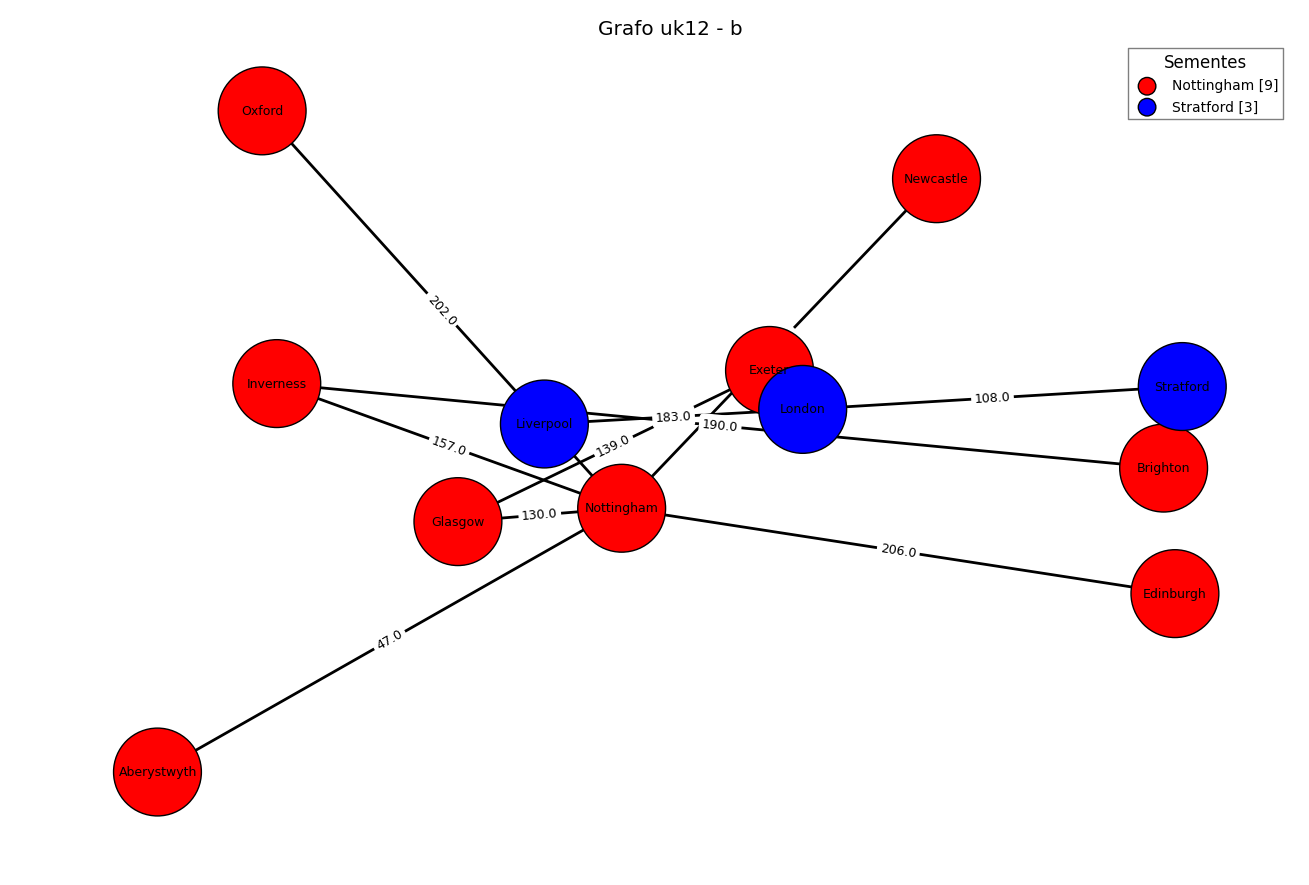 Grafo uk12 - b
Sementes
Nottingham [9]
Stratford [3]
Oxford
Newcastle
202.0
Exeter
Inverness
Stratford
108.0
London
183.0
Liverpool
190.0
157.0
139.0
Brighton
Nottingham
130.0
Glasgow
206.0
Edinburgh
47.0
Aberystwyth